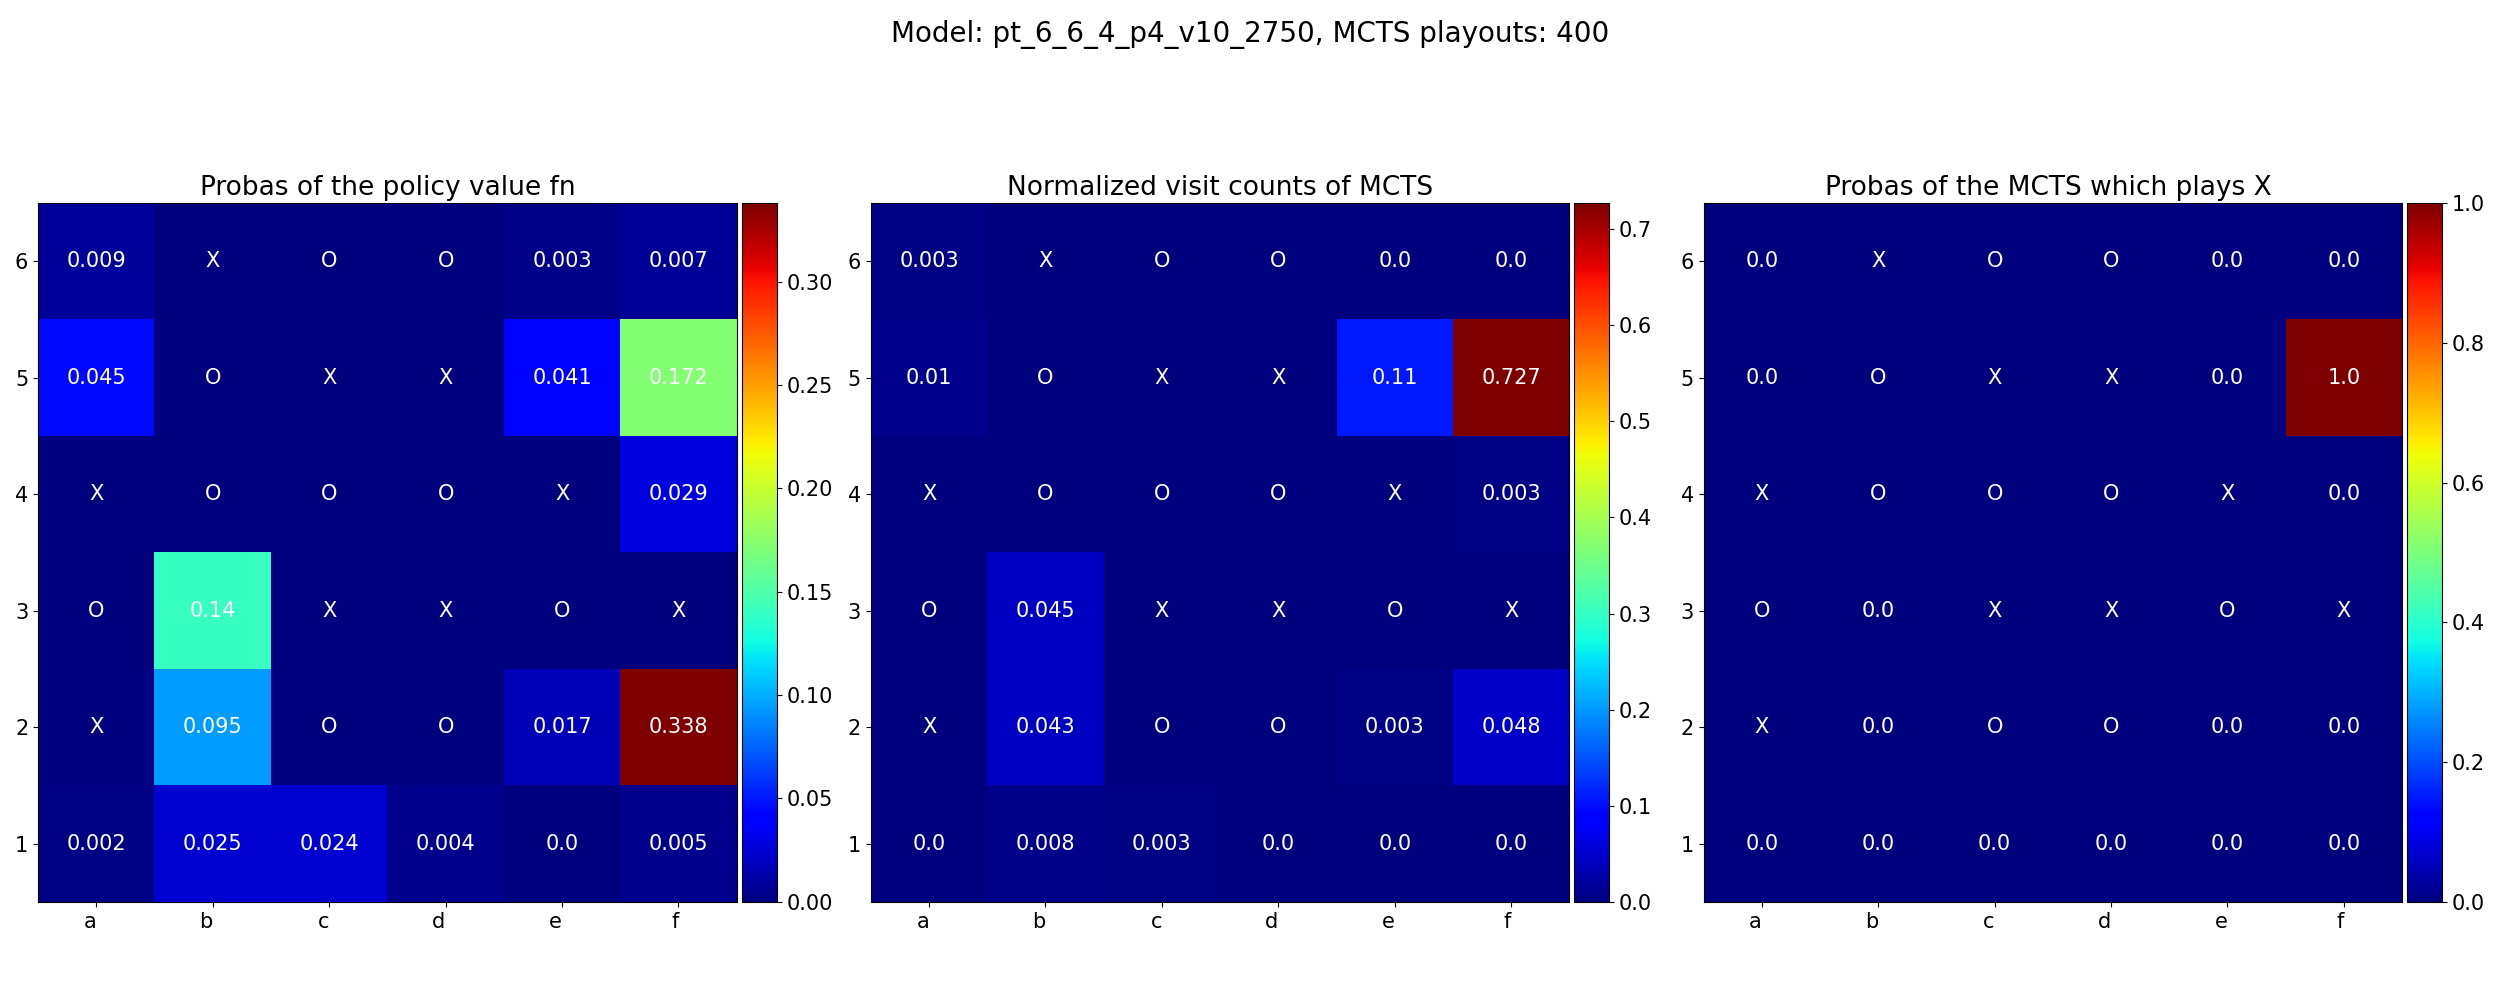 Model: pt_6_6_4_p4_v10_2750, MCTS playouts: 400
Probas of the policy value fn
6 0.009 X O O 0.003 0.007
5 0.045 O X X 0.041 0.172
4 X O O O X 0.029
3 O 0.14 X X O X
2 X 0.095 O O 0.017 0.338
1 0.002 0.025 0.024 0.004 0.0 0.005
a b c d e f
0.30
0.25
0.20
0.15
0.10
0.05
0.00
Normalized visit counts of MCTS
6 0.003 X O O 0.0 0.0
5 0.01 O X X 0.11 0.727
4 X O O O X 0.003
3 O 0.045 X X O X
2 X 0.043 O O 0.003 0.048
1 0.0 0.008 0.003 0.0 0.0 0.0
a b c d e f
0.7
0.6
0.5
0.4
0.3
0.2
0.1
0.0
Probas of the MCTS which plays X
6 0.0 X O O 0.0 0.0
5 0.0 O X X 0.0 1.0
4 X O O O X 0.0
3 O 0.0 X X O X
2 X 0.0 O O 0.0 0.0
1 0.0 0.0 0.0 0.0 0.0 0.0
a b c d e f
1.0
0.8
0.6
0.4
0.2
0.0